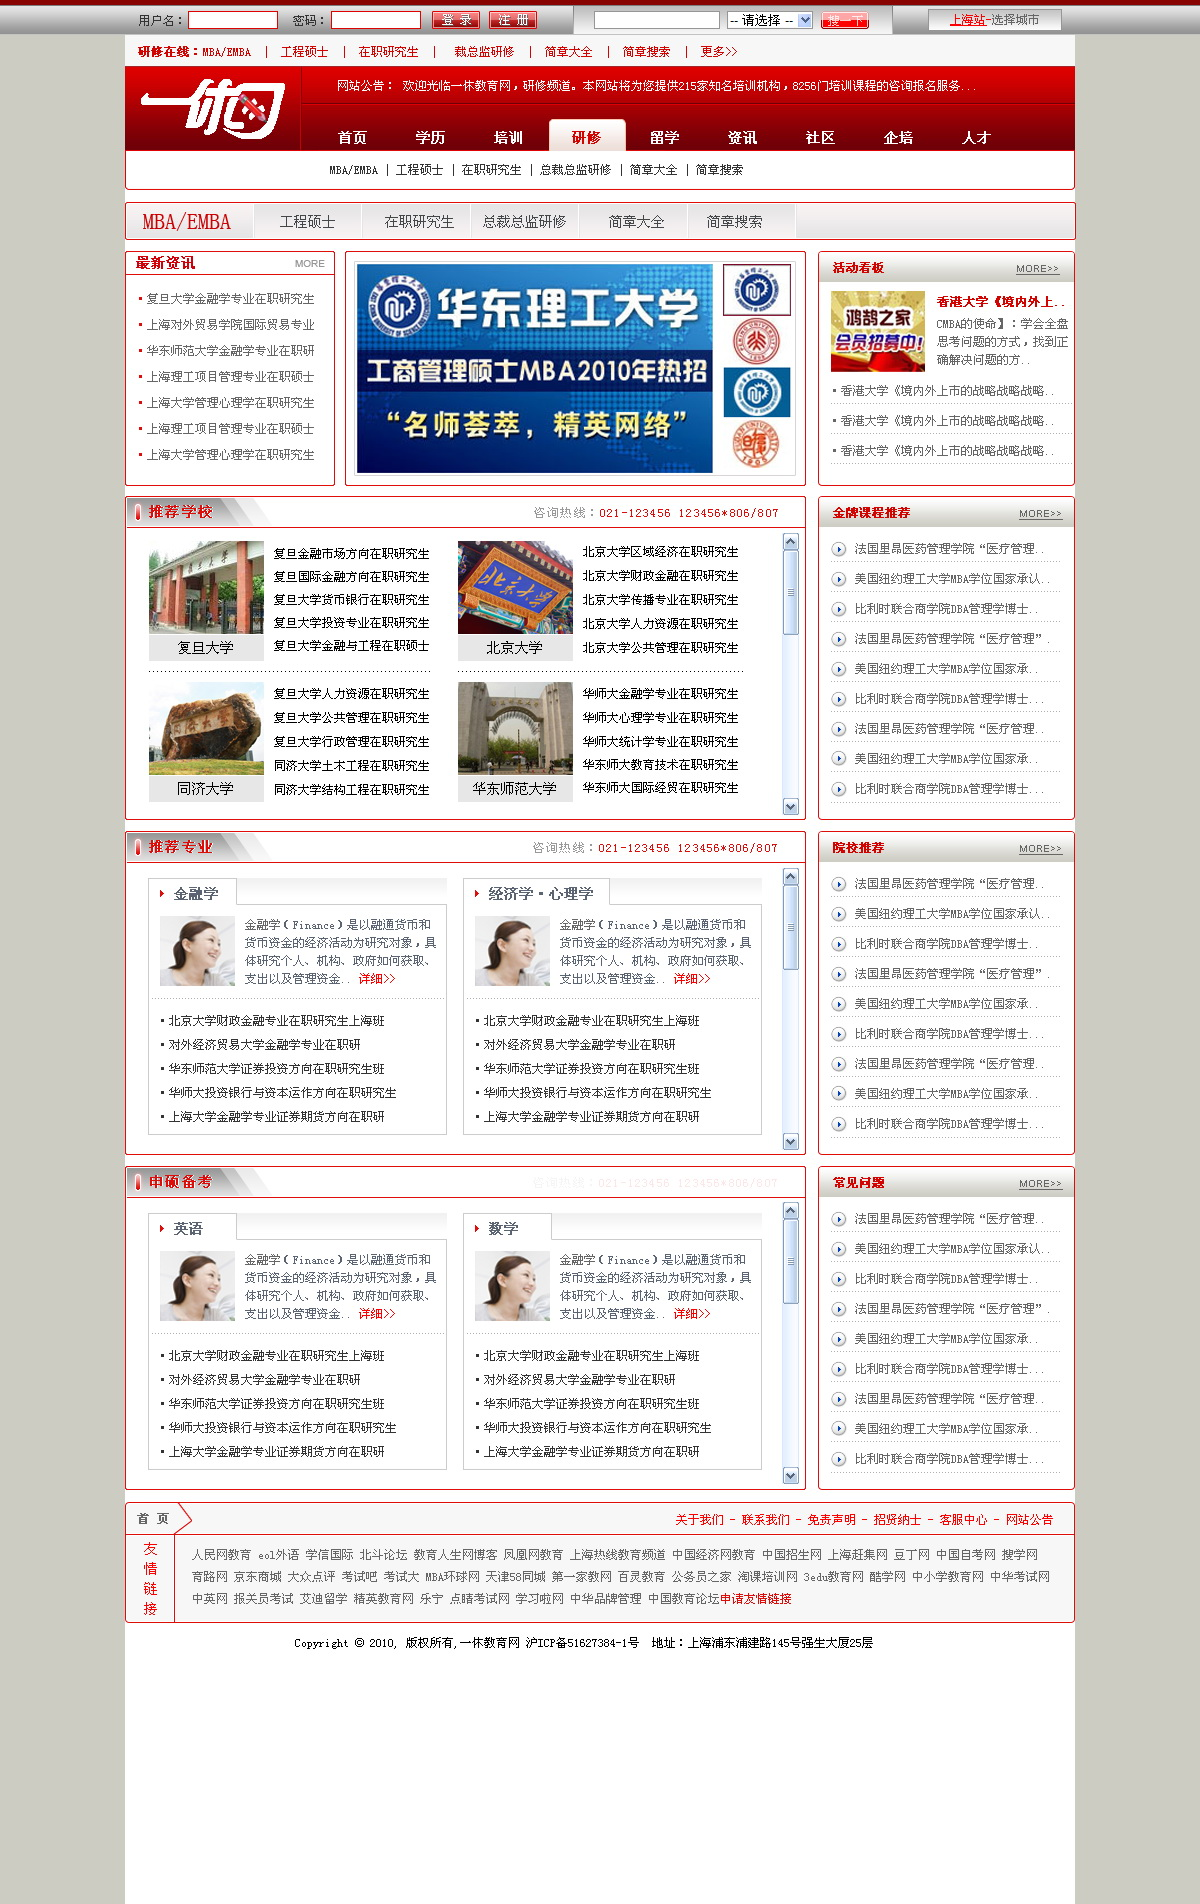 用户名： 密码： 登 录 注 册 -- 请选择 -- 搜一下 上海站-选择城市
研修在线：MBA/EMBA | 工程硕士 | 在职研究生 | 裁总监研修 | 简章大全 | 简章搜索 | 更多>>
网站公告： 欢迎光临一休教育网，研修频道。本网站将为您提供215家知名培训机构，8256门培训课程的咨询报名服务...
首页 学历 培训 研修 留学 资讯 社区 企培 人才
MBA/EMBA | 工程硕士 | 在职研究生 | 总裁总监研修 | 简章大全 | 简章搜索
MBA/EMBA 工程硕士 在职研究生 总裁总监研修 简章大全 简章搜索
最新资讯 MORE
复旦大学金融学专业在职研究生
上海对外贸易学院国际贸易专业
华东师范大学金融学专业在职研
上海理工项目管理专业在职硕士
上海大学管理心理学在职研究生
上海理工项目管理专业在职硕士
上海大学管理心理学在职研究生
华东理工大学
工商管理硕士MBA2010年热招
“名师荟萃，精英网络”
活动看板 MORE>>
鸿鹄之家
会员招募中!
香港大学《境内外上..
CMBA的使命】：学会全盘
思考问题的方式，找到正
确解决问题的方..
香港大学《境内外上市的战略战略战略..
香港大学《境内外上市的战略战略战略..
香港大学《境内外上市的战略战略战略..
推荐学校 咨询热线：021-123456 123456*806/807
复旦金融市场方向在职研究生
复旦国际金融方向在职研究生
复旦大学货币银行在职研究生
复旦大学投资专业在职研究生
复旦大学金融与工程在职硕士
复旦大学
北京大学区域经济在职研究生
北京大学财政金融在职研究生
北京大学传播专业在职研究生
北京大学人力资源在职研究生
北京大学公共管理在职研究生
北京大学
复旦大学人力资源在职研究生
复旦大学公共管理在职研究生
复旦大学行政管理在职研究生
同济大学土木工程在职研究生
同济大学结构工程在职研究生
同济大学
华师大金融学专业在职研究生
华师大心理学专业在职研究生
华师大统计学专业在职研究生
华东师大教育技术在职研究生
华东师大国际经贸在职研究生
华东师范大学
金牌课程推荐 MORE>>
法国里昂医药管理学院“医疗管理..
美国纽约理工大学MBA学位国家承认..
比利时联合商学院DBA管理学博士..
法国里昂医药管理学院“医疗管理”.
美国纽约理工大学MBA学位国家承..
比利时联合商学院DBA管理学博士...
法国里昂医药管理学院“医疗管理..
美国纽约理工大学MBA学位国家承..
比利时联合商学院DBA管理学博士...
推荐专业 咨询热线：021-123456 123456*806/807
金融学
金融学（Finance）是以融通货币和
货币资金的经济活动为研究对象，具
体研究个人、机构、政府如何获取、
支出以及管理资金.. 详细>>
北京大学财政金融专业在职研究生上海班
对外经济贸易大学金融学专业在职研
华东师范大学证券投资方向在职研究生班
华师大投资银行与资本运作方向在职研究生
上海大学金融学专业证券期货方向在职研
经济学·心理学
金融学（Finance）是以融通货币和
货币资金的经济活动为研究对象，具
体研究个人、机构、政府如何获取、
支出以及管理资金.. 详细>>
北京大学财政金融专业在职研究生上海班
对外经济贸易大学金融学专业在职研
华东师范大学证券投资方向在职研究生班
华师大投资银行与资本运作方向在职研究生
上海大学金融学专业证券期货方向在职研
院校推荐 MORE>>
法国里昂医药管理学院“医疗管理..
美国纽约理工大学MBA学位国家承认..
比利时联合商学院DBA管理学博士..
法国里昂医药管理学院“医疗管理”.
美国纽约理工大学MBA学位国家承..
比利时联合商学院DBA管理学博士...
法国里昂医药管理学院“医疗管理..
美国纽约理工大学MBA学位国家承..
比利时联合商学院DBA管理学博士...
申硕备考 咨询热线：021-123456 123456*806/807
英语
金融学（Finance）是以融通货币和
货币资金的经济活动为研究对象，具
体研究个人、机构、政府如何获取、
支出以及管理资金.. 详细>>
北京大学财政金融专业在职研究生上海班
对外经济贸易大学金融学专业在职研
华东师范大学证券投资方向在职研究生班
华师大投资银行与资本运作方向在职研究生
上海大学金融学专业证券期货方向在职研
数学
金融学（Finance）是以融通货币和
货币资金的经济活动为研究对象，具
体研究个人、机构、政府如何获取、
支出以及管理资金.. 详细>>
北京大学财政金融专业在职研究生上海班
对外经济贸易大学金融学专业在职研
华东师范大学证券投资方向在职研究生班
华师大投资银行与资本运作方向在职研究生
上海大学金融学专业证券期货方向在职研
常见问题 MORE>>
法国里昂医药管理学院“医疗管理..
美国纽约理工大学MBA学位国家承认..
比利时联合商学院DBA管理学博士..
法国里昂医药管理学院“医疗管理”.
美国纽约理工大学MBA学位国家承..
比利时联合商学院DBA管理学博士...
法国里昂医药管理学院“医疗管理..
美国纽约理工大学MBA学位国家承..
比利时联合商学院DBA管理学博士...
首 页 关于我们 - 联系我们 - 免责声明 - 招贤纳士 - 客服中心 - 网站公告
友情链接
人民网教育 eol外语 学信国际 北斗论坛 教育人生网博客 凤凰网教育 上海热线教育频道 中国经济网教育 中国招生网 上海赶集网 豆丁网 中国自考网 搜学网
育路网 京东商城 大众点评 考试吧 考试大 MBA环球网 天津58同城 第一家教网 百灵教育 公务员之家 淘课培训网 3edu教育网 酷学网 中小学教育网 中华考试网
中英网 报关员考试 艾迪留学 精英教育网 乐宁 点睛考试网 学习啦网 中华品牌管理 中国教育论坛申请友情链接
Copyright © 2010, 版权所有,一休教育网 沪ICP备51627384-1号 地址：上海浦东浦建路145号强生大厦25层